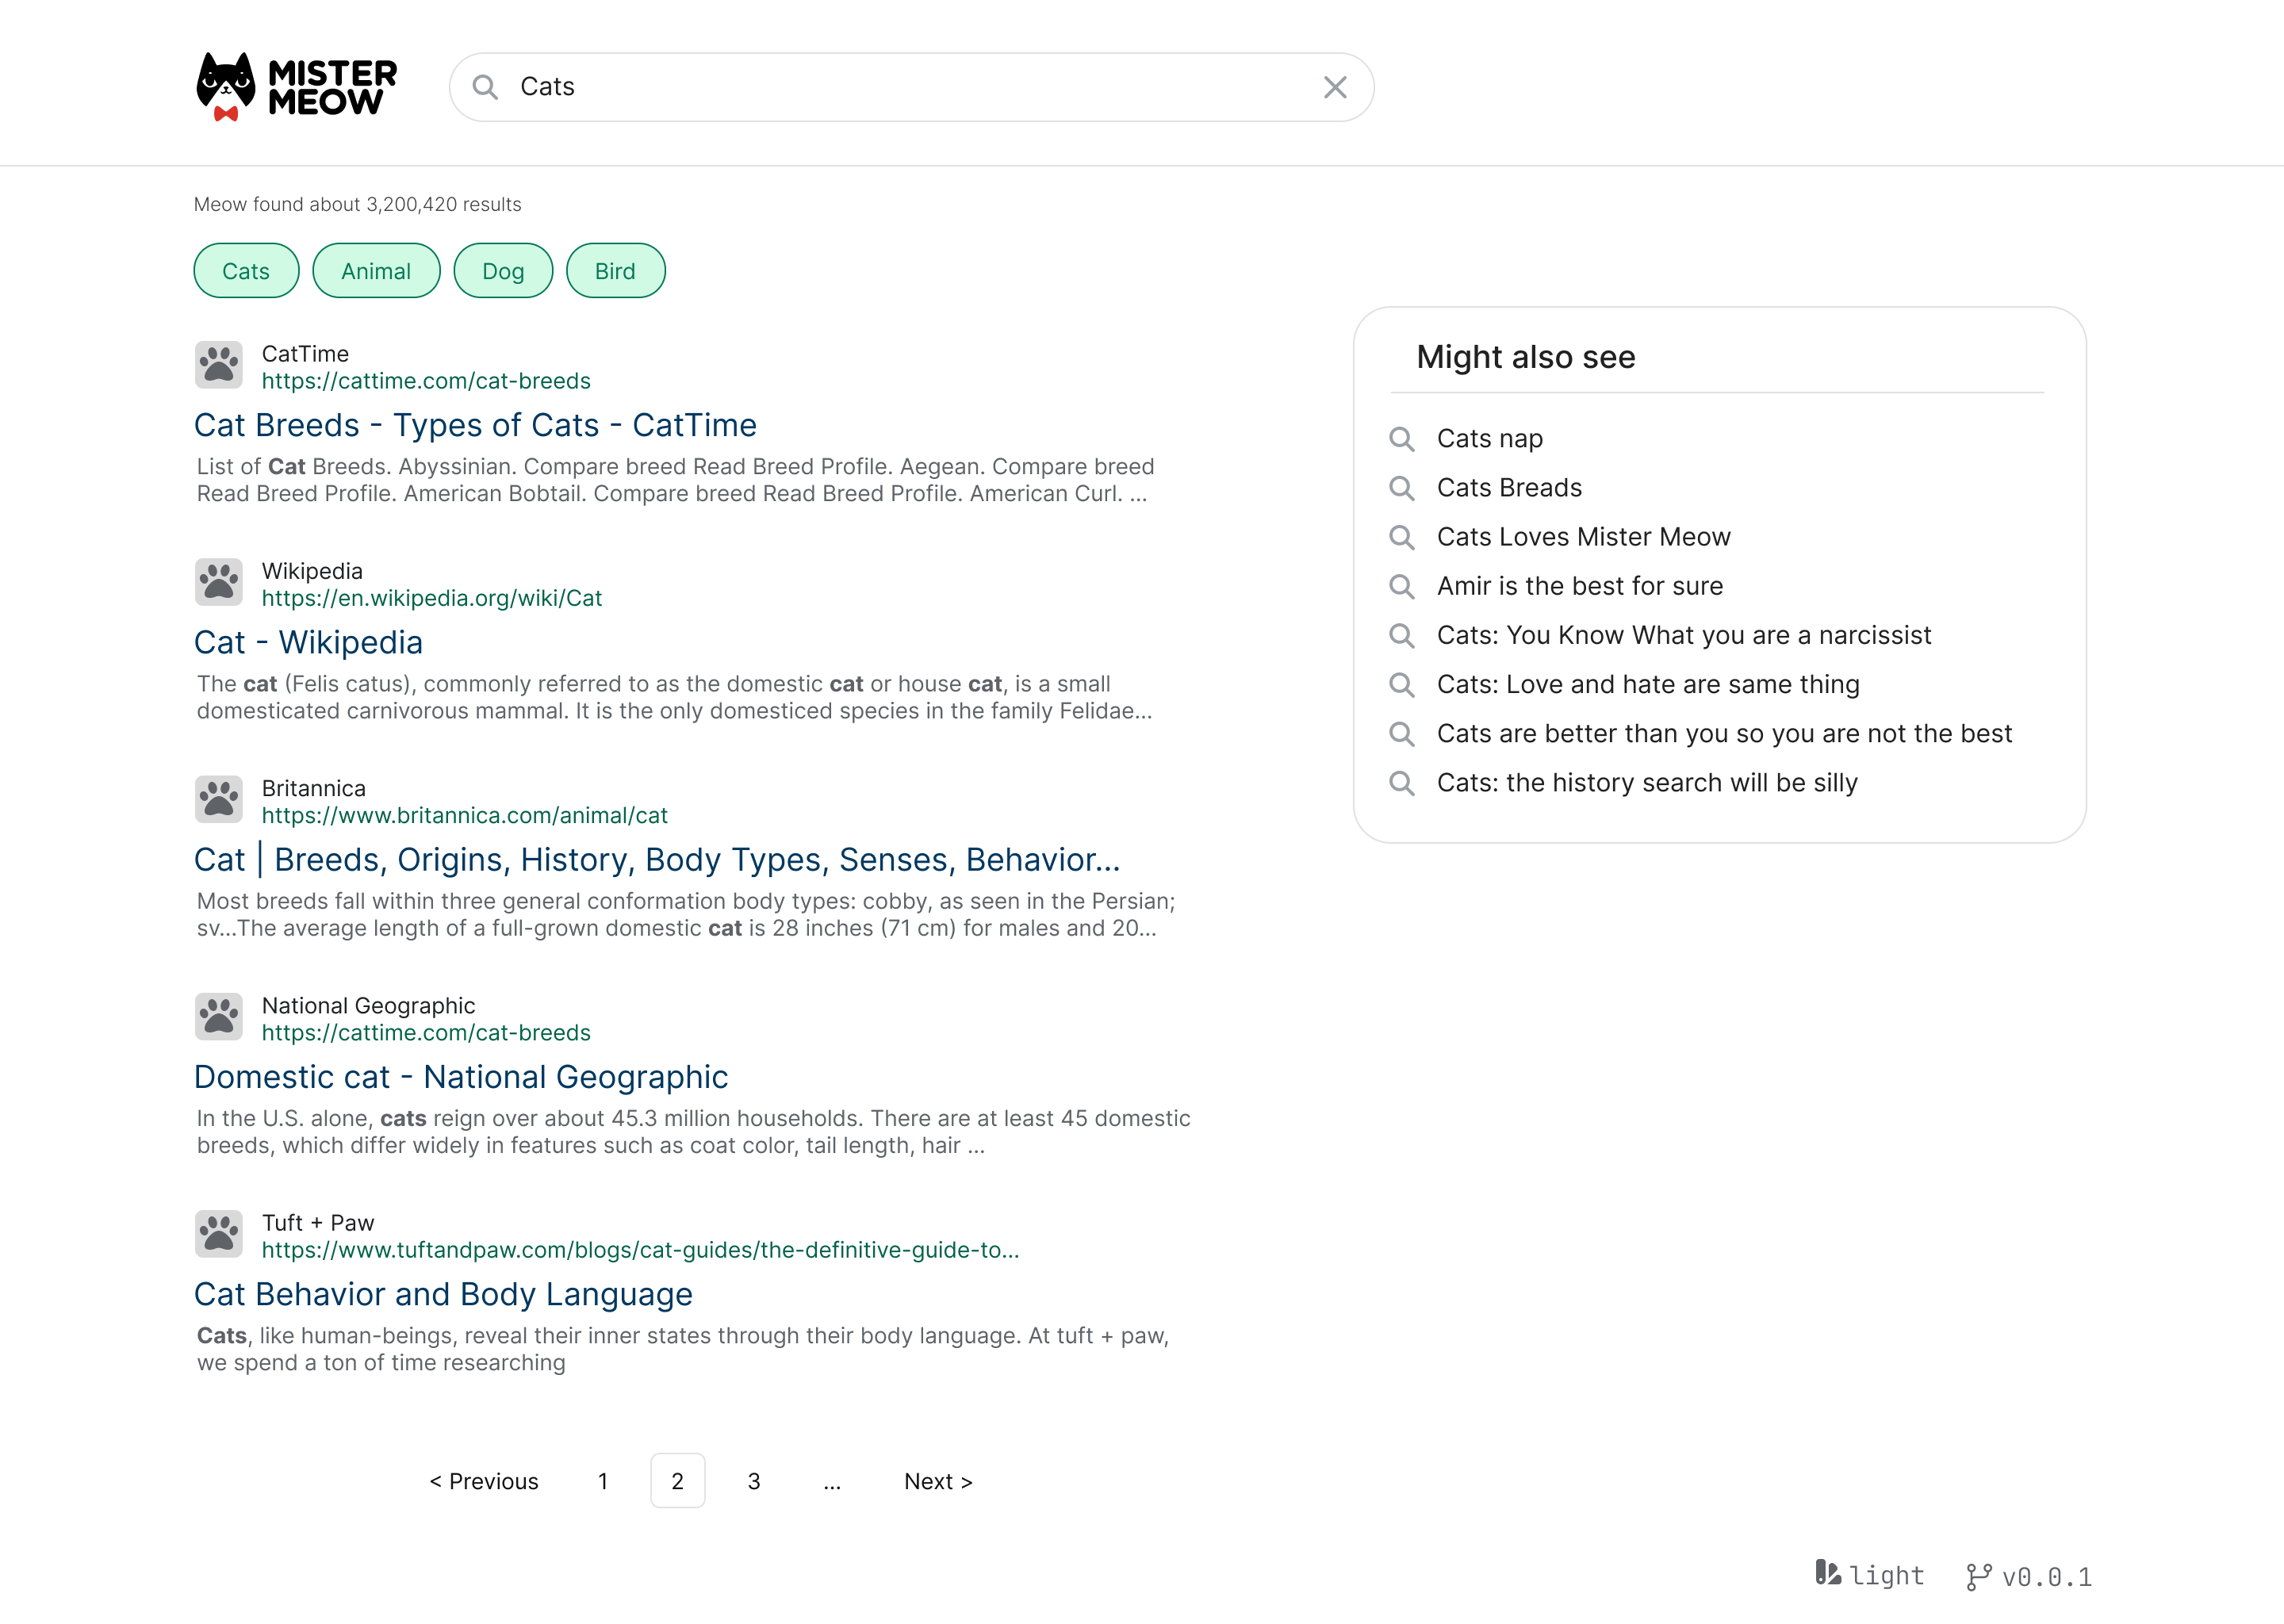 MISTER
MEOW
Cats
Meow found about 3,200,420 results
Cats
Animal
Dog
Bird
CatTime
https://cattime.com/cat-breeds
Cat Breeds - Types of Cats - CatTime
List of Cat Breeds. Abyssinian. Compare breed Read Breed Profile. Aegean. Compare breed
Read Breed Profile. American Bobtail. Compare breed Read Breed Profile. American Curl. ...
Wikipedia
https://en.wikipedia.org/wiki/Cat
Cat - Wikipedia
The cat (Felis catus), commonly referred to as the domestic cat or house cat, is a small
domesticated carnivorous mammal. It is the only domesticed species in the family Felidae...
Britannica
https://www.britannica.com/animal/cat
Cat | Breeds, Origins, History, Body Types, Senses, Behavior...
Most breeds fall within three general conformation body types: cobby, as seen in the Persian;
sv...The average length of a full-grown domestic cat is 28 inches (71 cm) for males and 20...
National Geographic
https://cattime.com/cat-breeds
Domestic cat - National Geographic
In the U.S. alone, cats reign over about 45.3 million households. There are at least 45 domestic
breeds, which differ widely in features such as coat color, tail length, hair ...
Tuft + Paw
https://www.tuftandpaw.com/blogs/cat-guides/the-definitive-guide-to...
Cat Behavior and Body Language
Cats, like human-beings, reveal their inner states through their body language. At tuft + paw,
we spend a ton of time researching
Might also see
Cats nap
Cats Breads
Cats Loves Mister Meow
Amir is the best for sure
Cats: You Know What you are a narcissist
Cats: Love and hate are same thing
Cats are better than you so you are not the best
Cats: the history search will be silly
< Previous 1 2 3 ... Next >
light v0.0.1